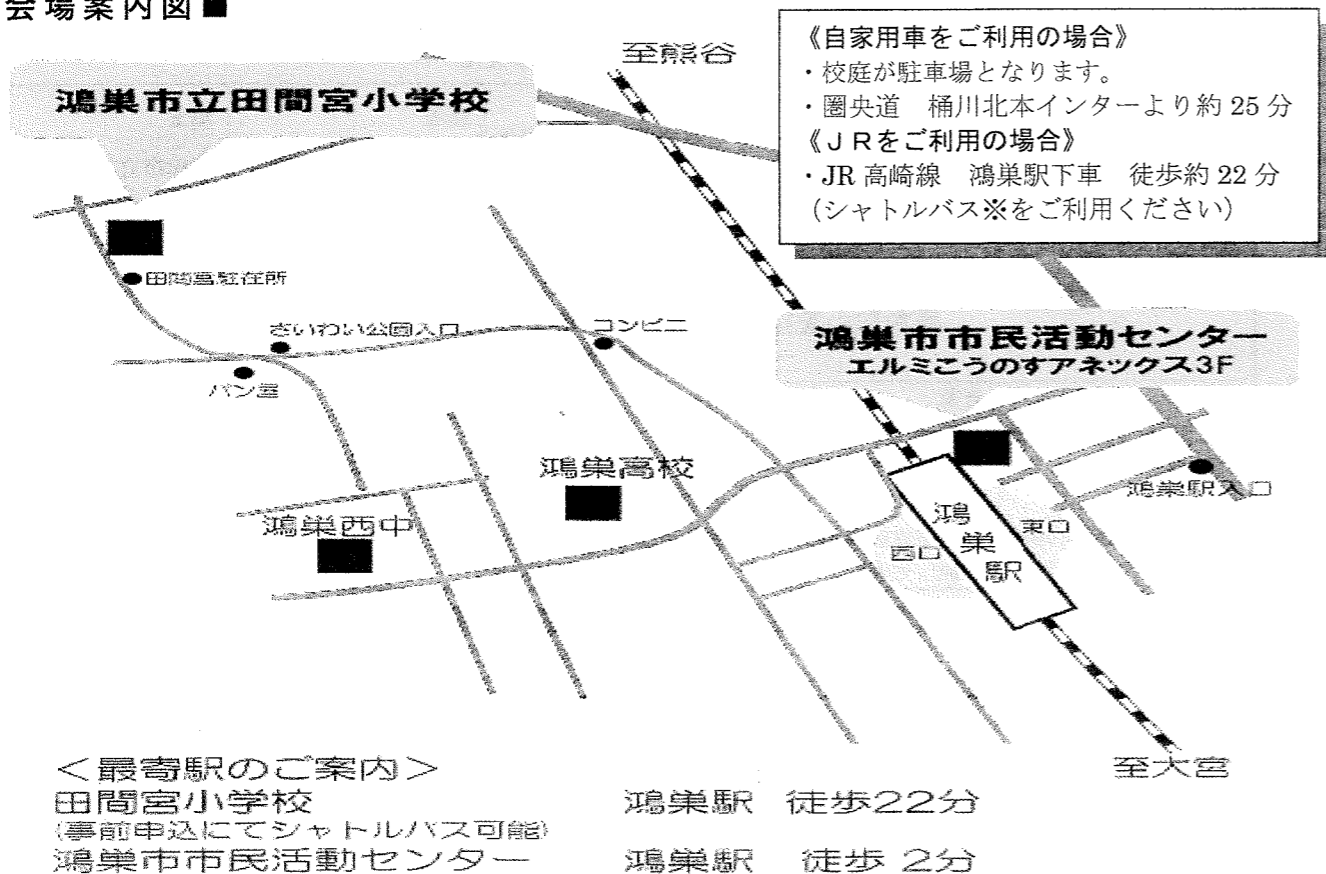 会場案内図■
至熊谷
《自家用車をご利用の場合》
・校庭が駐車場となります。
・圏央道　桶川北本インターより約 25 分
《ＪＲをご利用の場合》
・JR 高崎線　鴻巣駅下車　徒歩約 22 分
（シャトルバス※をご利用ください）
鴻巣市立田間宮小学校
田間宮駐在所
さいわい公園入口
コンビニ
パン屋
鴻巣市市民活動センター
エルミこうのすアネックス3F
鴻巣高校
鴻巣西中
鴻巣駅入口
鴻巣駅
東口
西口
至大宮
＜最寄駅のご案内＞
田間宮小学校　鴻巣駅　徒歩22分
(事前申込にてシャトルバス可能)
鴻巣市市民活動センター　鴻巣駅　徒歩 2分